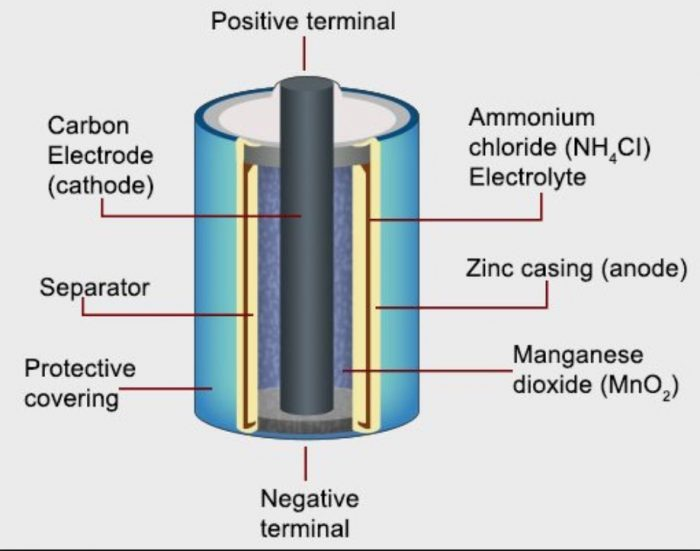 Positive terminal
Carbon
Electrode
(cathode)
Ammonium
chloride (NH₄Cl)
Electrolyte
Separator
Zinc casing (anode)
Protective
covering
Manganese
dioxide (MnO₂)
Negative
terminal